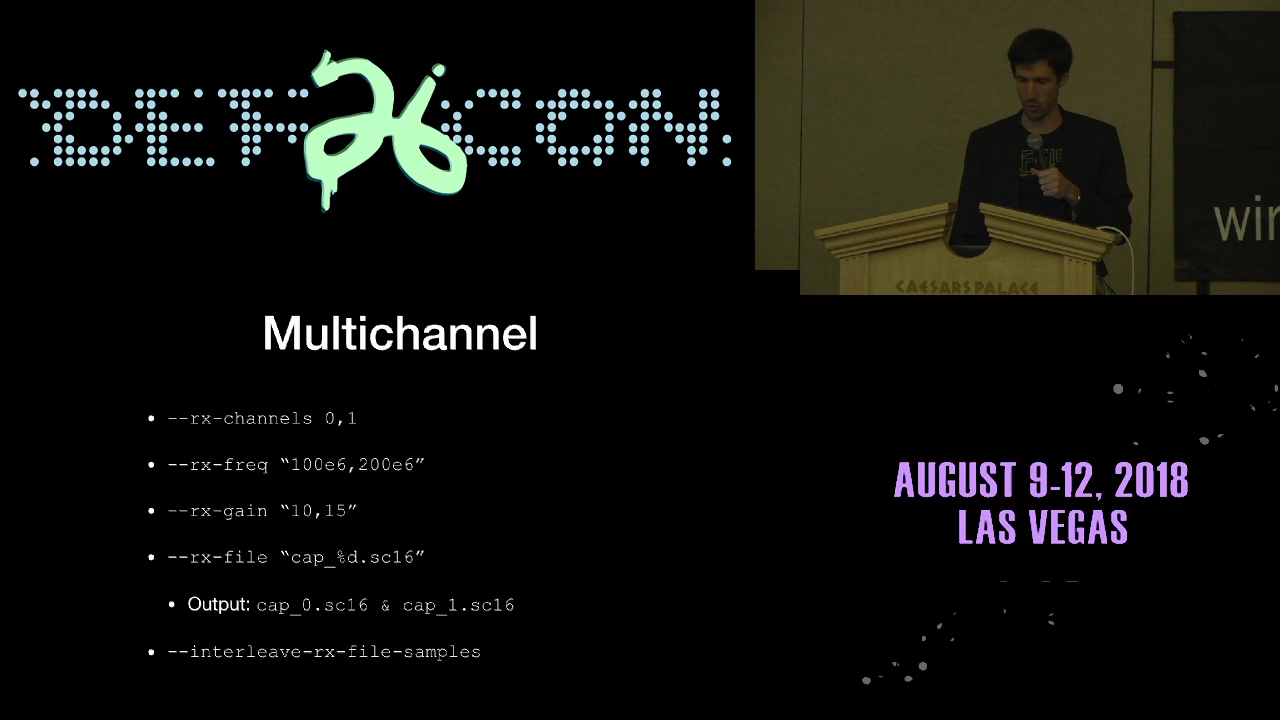 DEF 26 CON
Multichannel
• --rx-channels 0,1
• --rx-freq “100e6,200e6”
• --rx-gain “10,15”
• --rx-file “cap_%d.sc16”
• Output: cap_0.sc16 & cap_1.sc16
• --interleave-rx-file-samples
CAESARS PALACE
AUGUST 9-12, 2018
LAS VEGAS